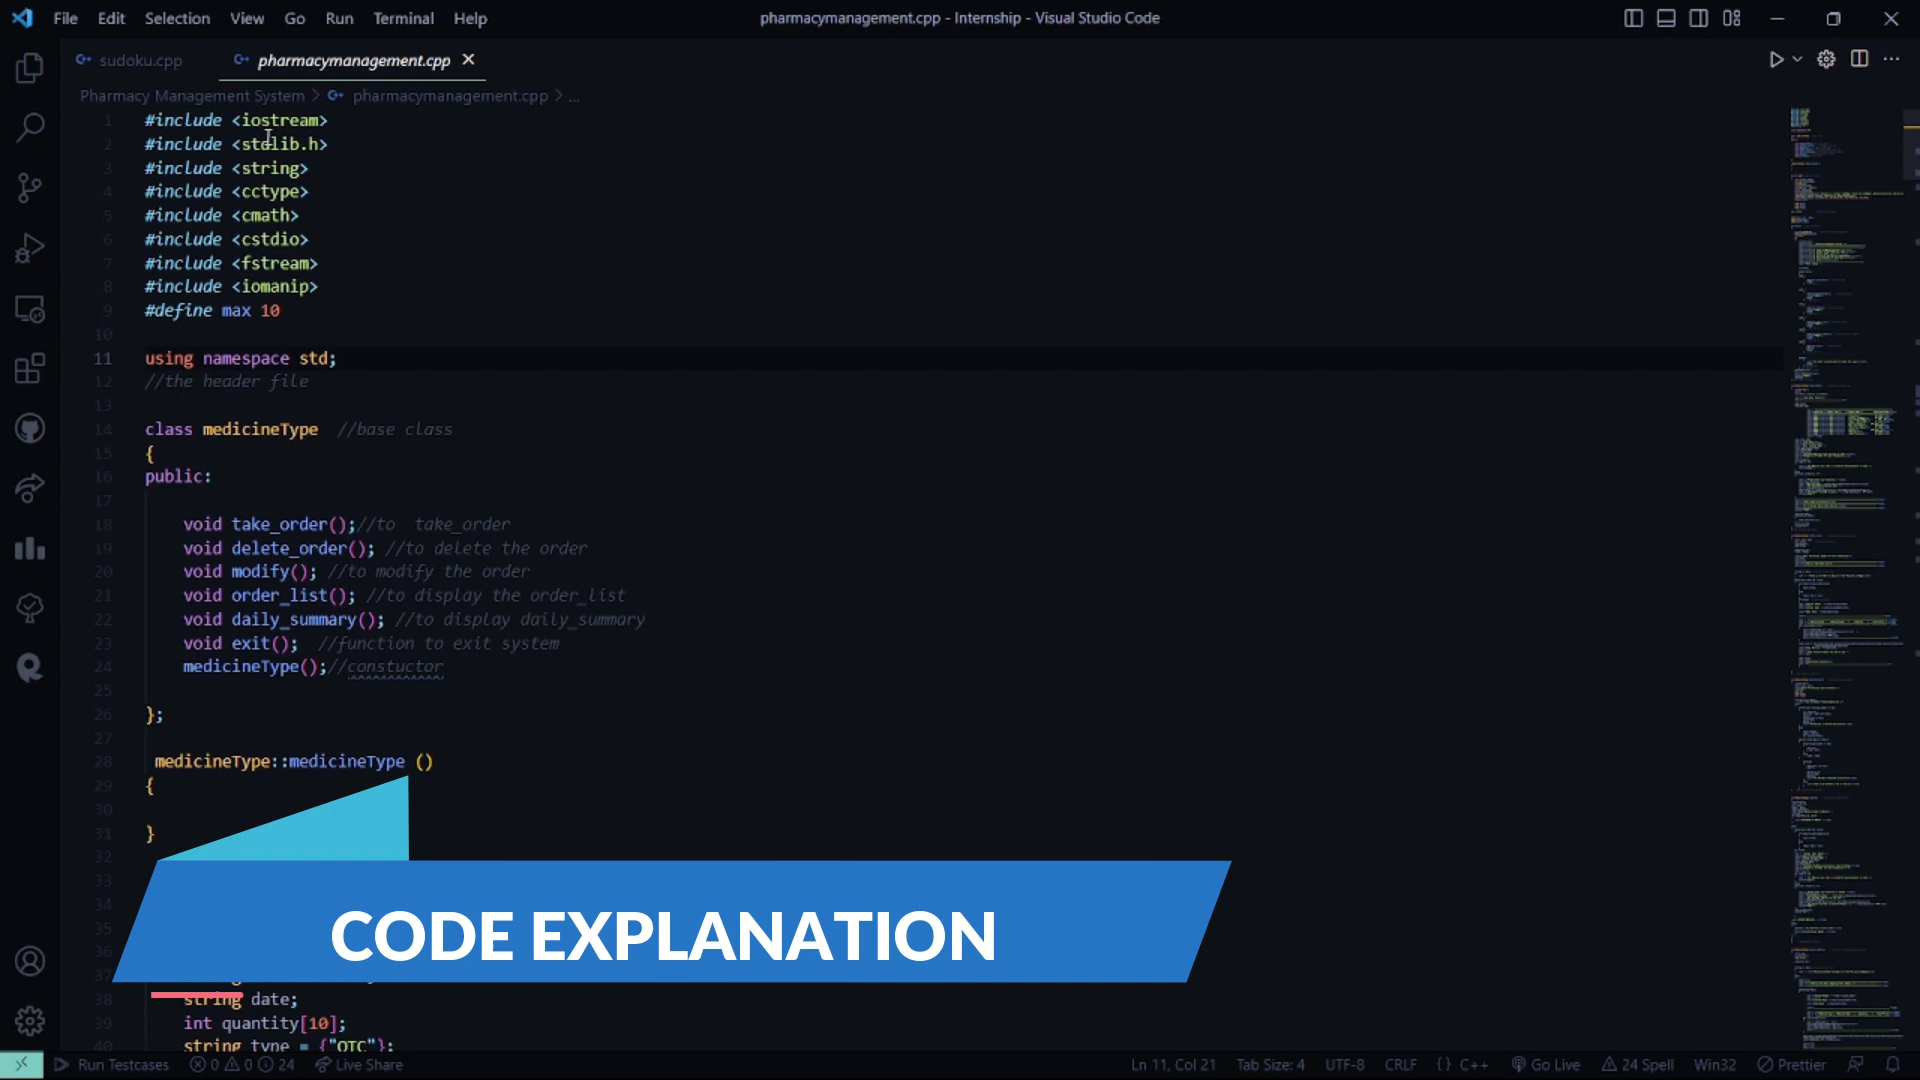 File Edit Selection View Go Run Terminal Help
pharmacymanagement.cpp - Internship - Visual Studio Code
sudoku.cpp pharmacymanagement.cpp
Pharmacy Management System > pharmacymanagement.cpp > ...
1 #include <iostream>
2 #include <stdlib.h>
3 #include <string>
4 #include <cctype>
5 #include <cmath>
6 #include <cstdio>
7 #include <fstream>
8 #include <iomanip>
9 #define max 10
10
11 using namespace std;
12 //the header file
13
14 class medicineType //base class
15 {
16 public:
17
18 void take_order();//to take_order
19 void delete_order(); //to delete the order
20 void modify(); //to modify the order
21 void order_list(); //to display the order_list
22 void daily_summary(); //to display daily_summary
23 void exit(); //function to exit system
24 medicineType();//constuctor
25
26 };
27
28 medicineType::medicineType ()
29 {
30
31 }
32
33
34
35
36
37
CODE EXPLANATION
38 string date;
39 int quantity[10];
40 string type = {"OTC"};
Run Testcases 0 0 24 Live Share
Ln 11, Col 21 Tab Size: 4 UTF-8 CRLF {} C++ Go Live 24 Spell Win32 Prettier